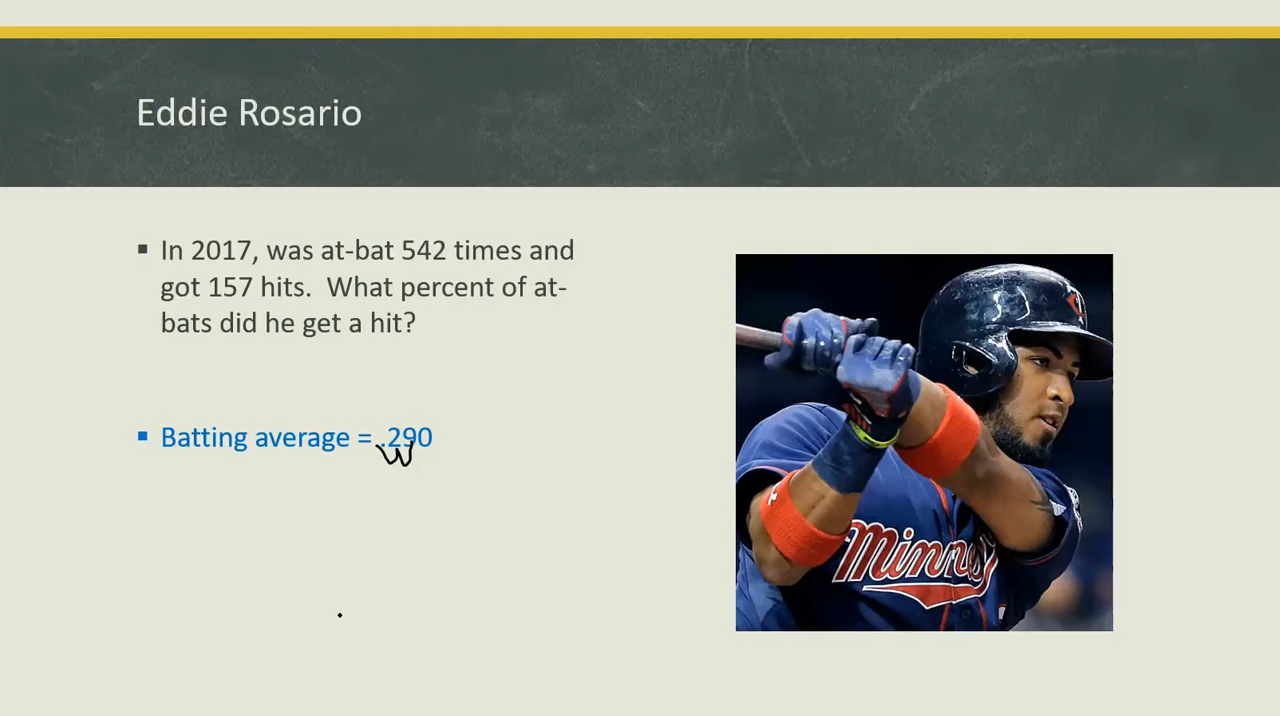 Eddie Rosario
▪ In 2017, was at-bat 542 times and
got 157 hits.  What percent of at-
bats did he get a hit?
▪ Batting average = .290
Minnes